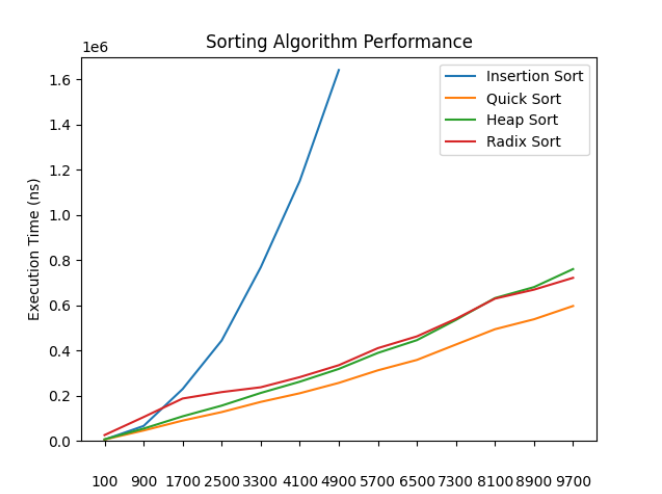 Sorting Algorithm Performance
1e6
1.6
1.4
1.2
1.0
0.8
0.6
0.4
0.2
0.0
Execution Time (ns)
Insertion Sort
Quick Sort
Heap Sort
Radix Sort
100 900 1700 2500 3300 4100 4900 5700 6500 7300 8100 8900 9700